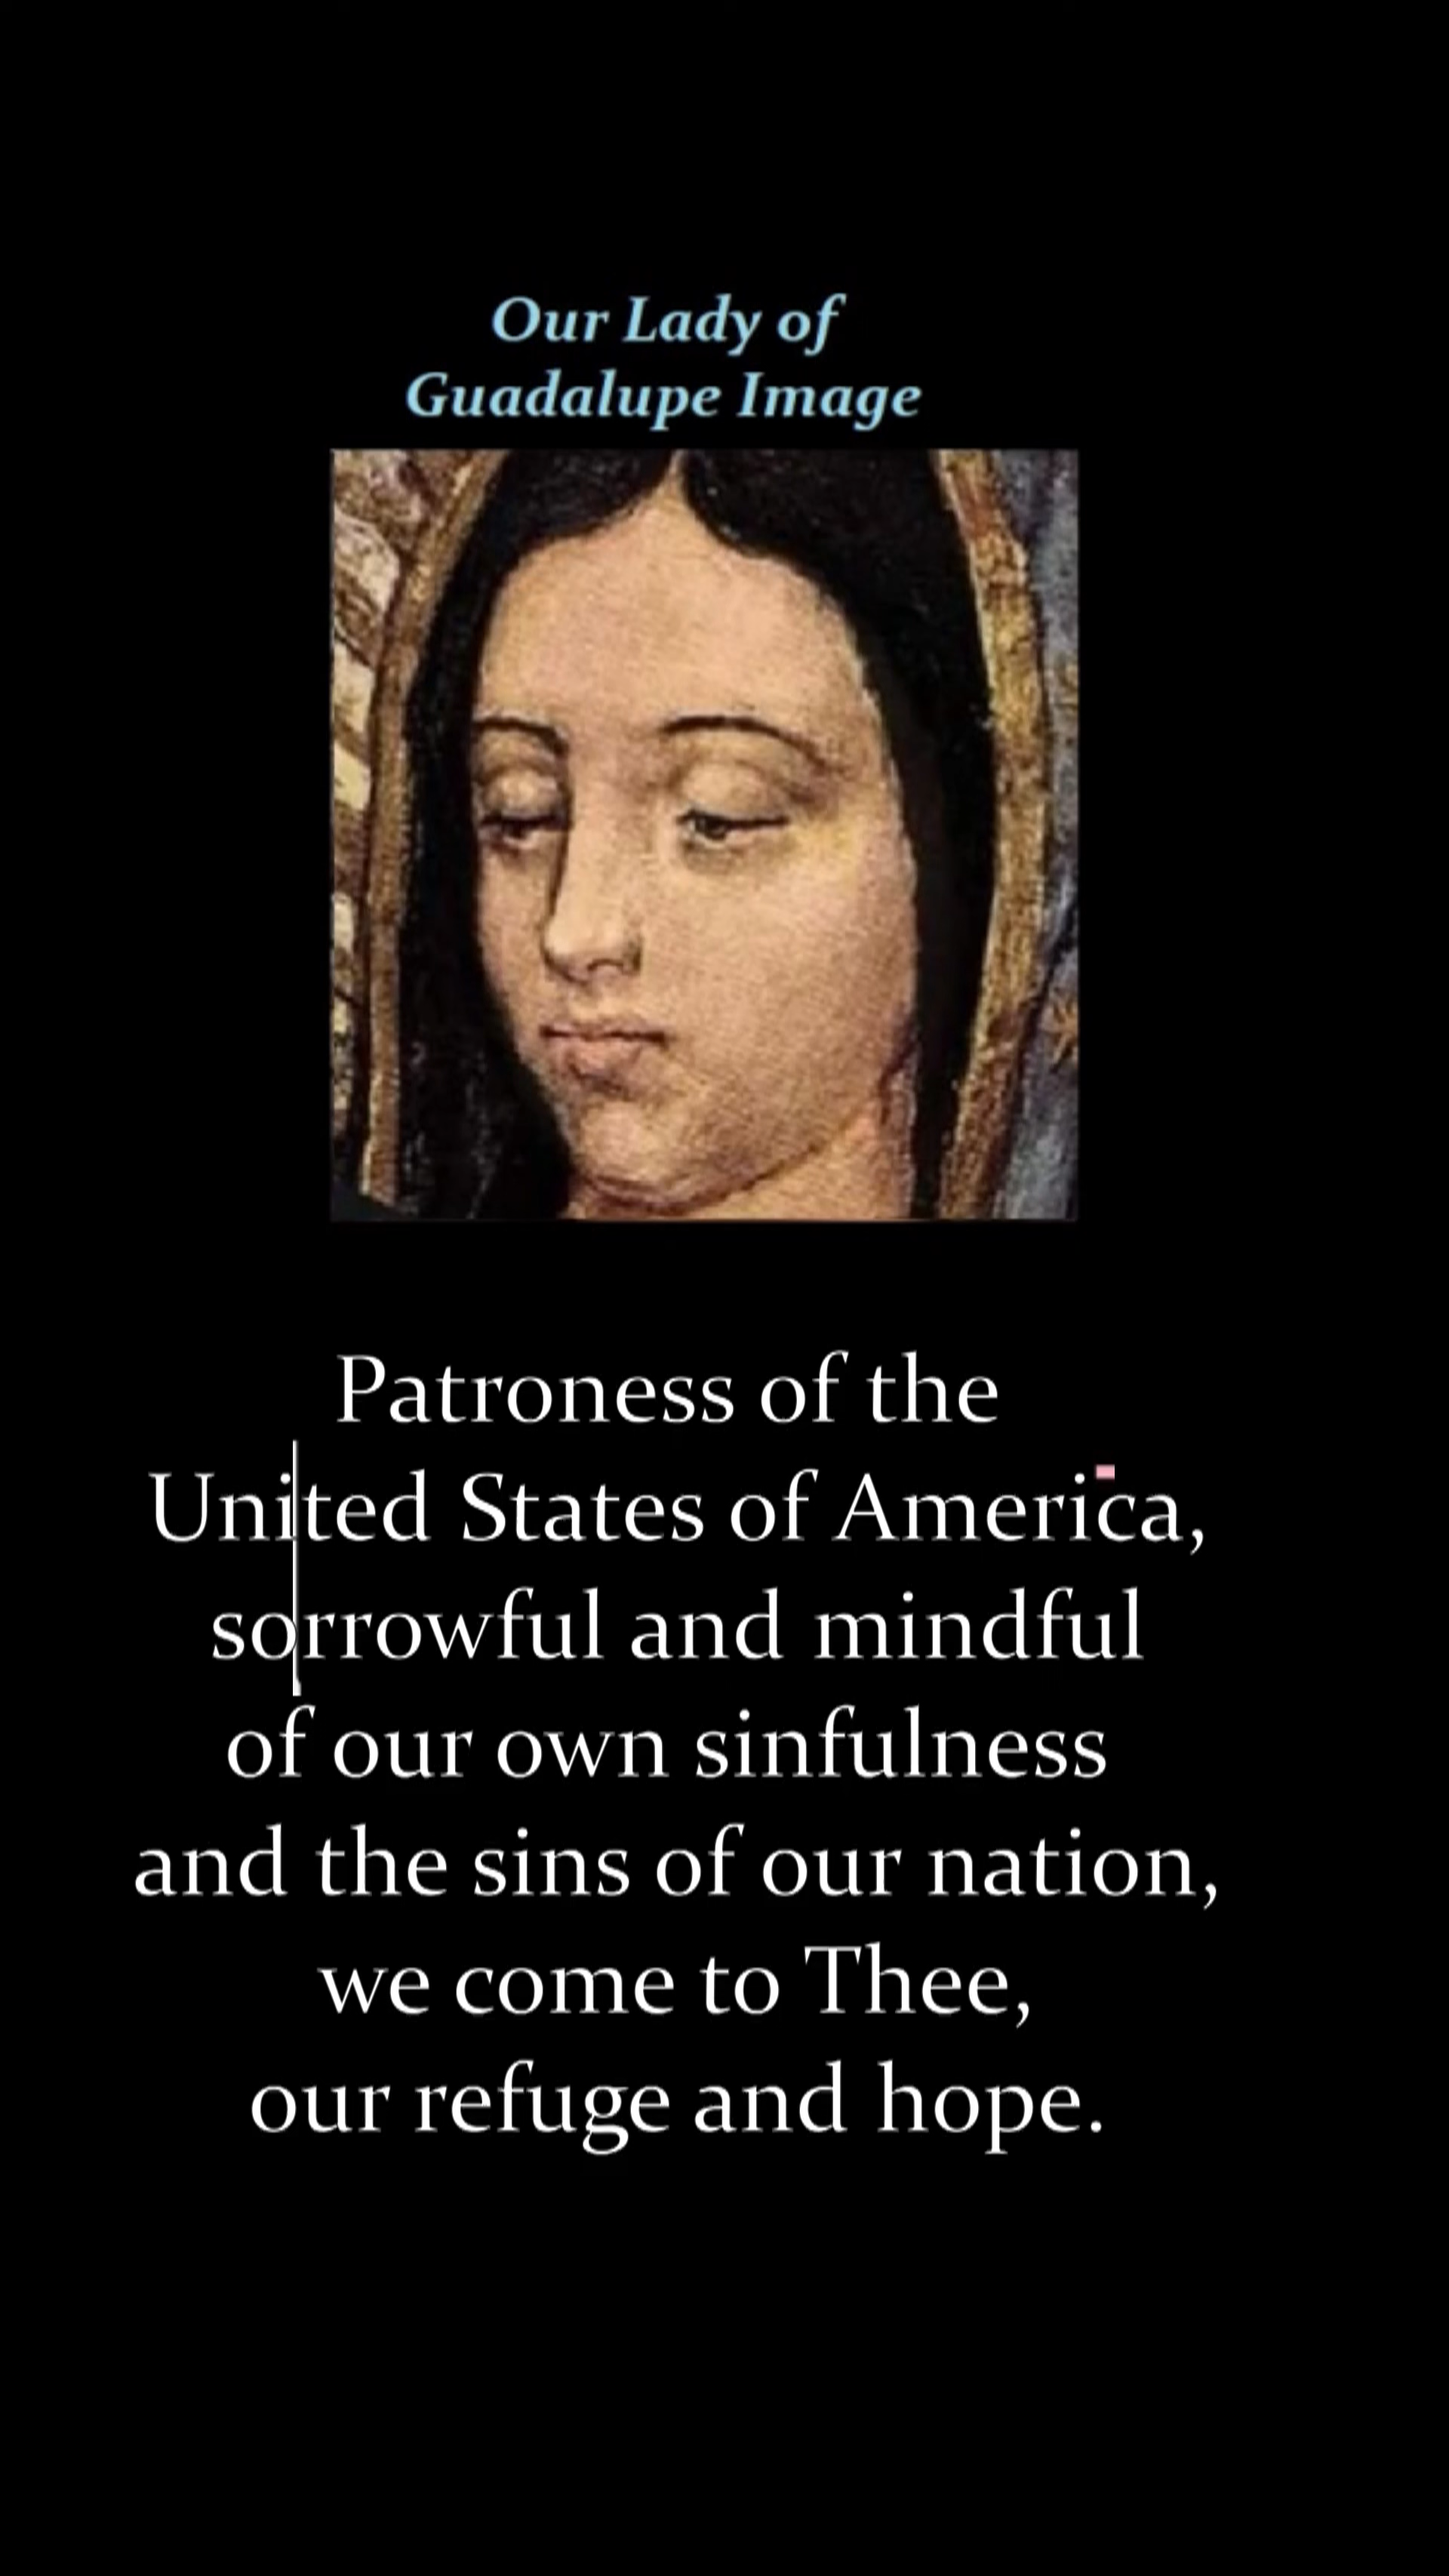 Our Lady of
Guadalupe Image
Patroness of the
United States of America,
sorrowful and mindful
of our own sinfulness
and the sins of our nation,
we come to Thee,
our refuge and hope.